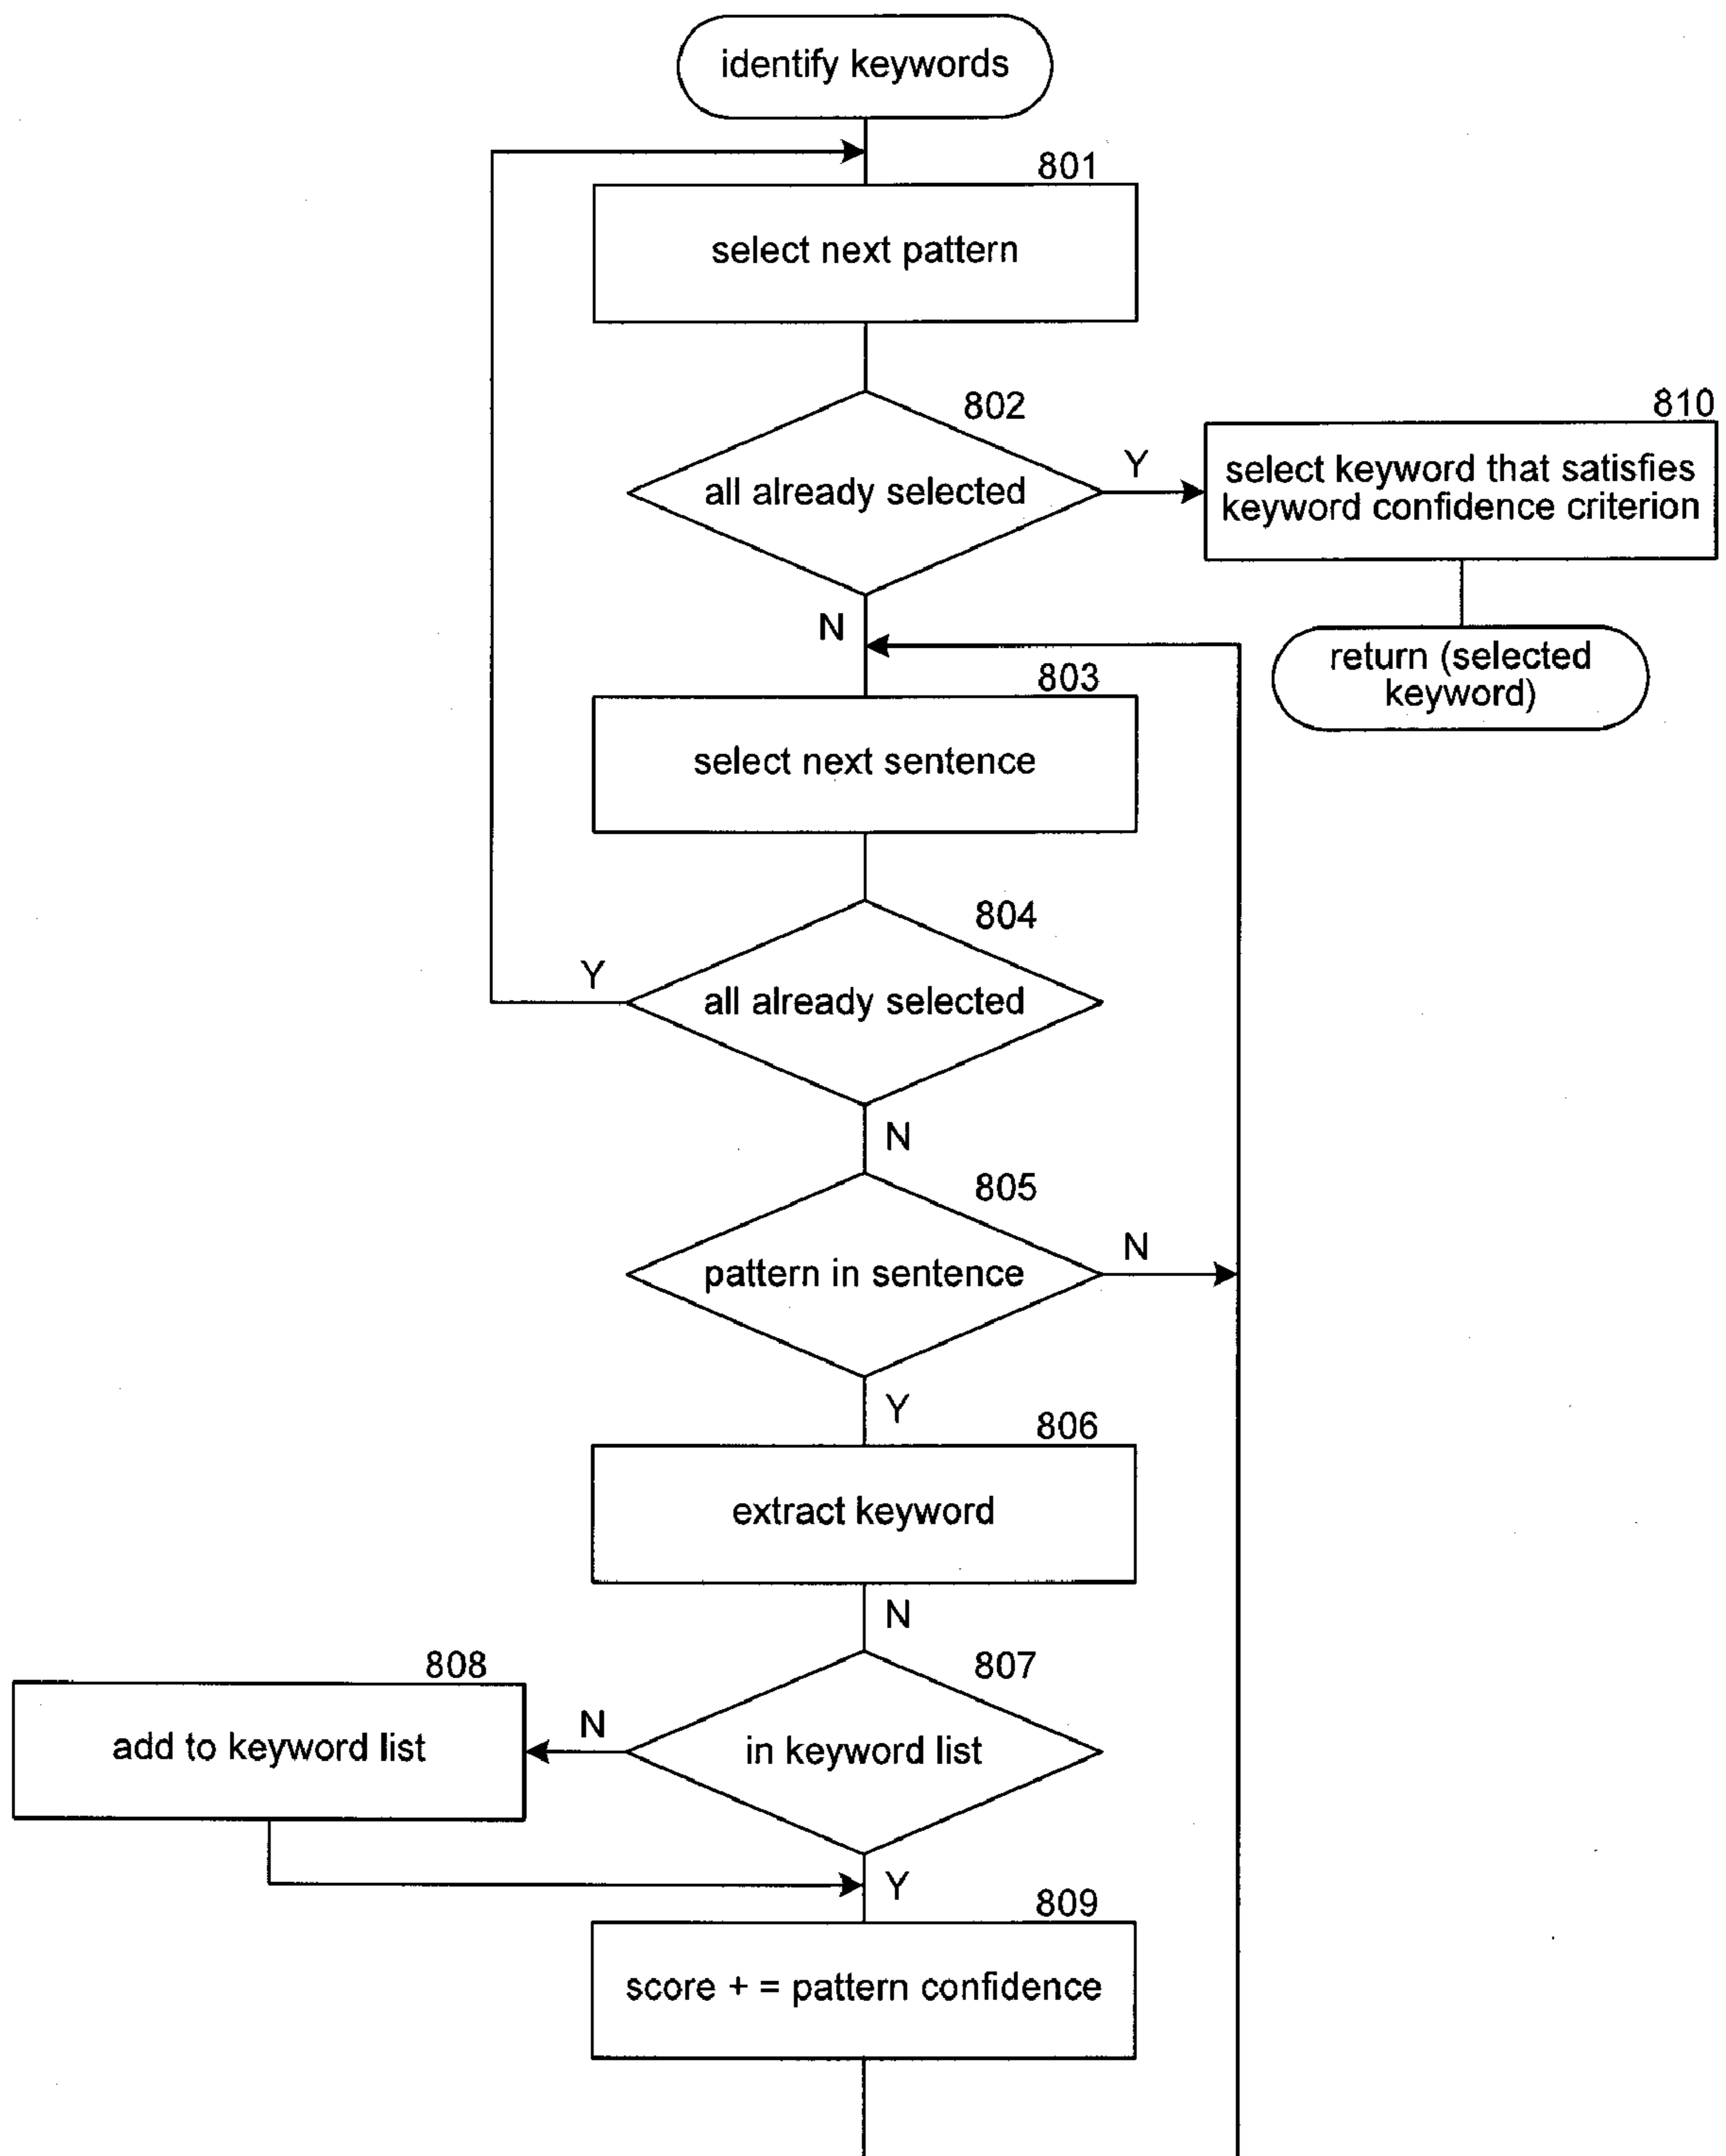 identify keywords
801
select next pattern
802
all already selected
Y
810
select keyword that satisfies
keyword confidence criterion
N
return (selected
keyword)
803
select next sentence
804
Y
all already selected
N
805
pattern in sentence
N
Y
806
extract keyword
N
808
807
add to keyword list
N
in keyword list
Y
809
score + = pattern confidence